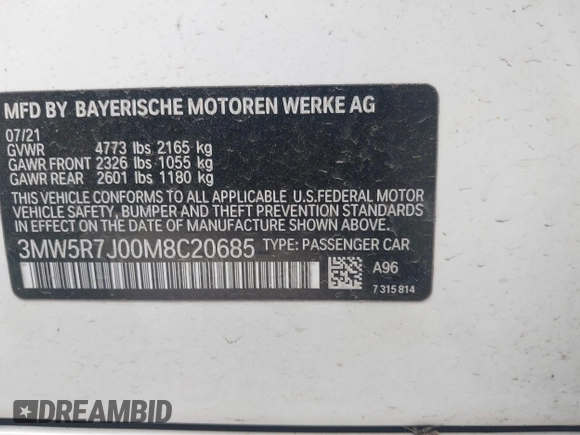 MFD BY BAYERISCHE MOTOREN WERKE AG
07/21
GVWR 4773 lbs 2165 kg
GAWR FRONT 2326 lbs 1055 kg
GAWR REAR 2601 lbs 1180 kg
THIS VEHICLE CONFORMS TO ALL APPLICABLE U.S.FEDERAL MOTOR
VEHICLE SAFETY, BUMPER AND THEFT PREVENTION STANDARDS
IN EFFECT ON THE DATE OF MANUFACTURE SHOWN ABOVE
3MW5R7J00M8C20685 TYPE: PASSENGER CAR
A96
7 315 814
DREAMBID